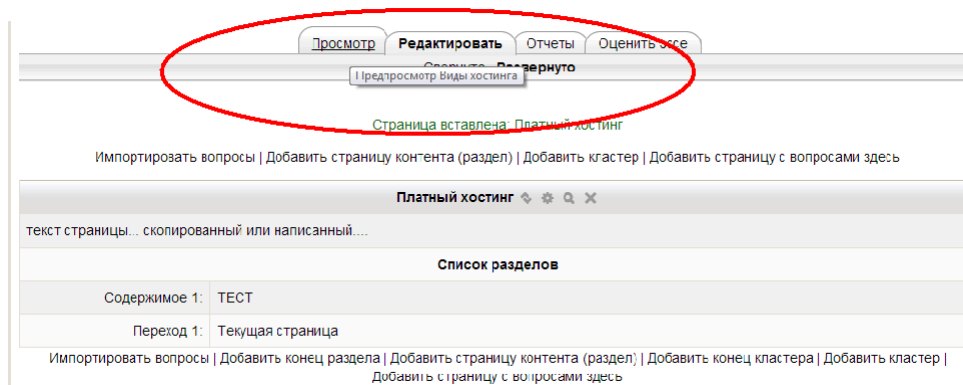 Просмотр Редактировать Отчеты Оценить эссе
Свернуто Развернуто
Предпросмотр Виды хостинга
Страница вставлена: Платный хостинг
Импортировать вопросы | Добавить страницу контента (раздел) | Добавить кластер | Добавить страницу с вопросами здесь
Платный хостинг
текст страницы... скопированный или написанный....
Список разделов
Содержимое 1: ТЕСТ
Переход 1: Текущая страница
Импортировать вопросы | Добавить конец раздела | Добавить страницу контента (раздел) | Добавить конец кластера | Добавить кластер |
Добавить страницу с вопросами здесь